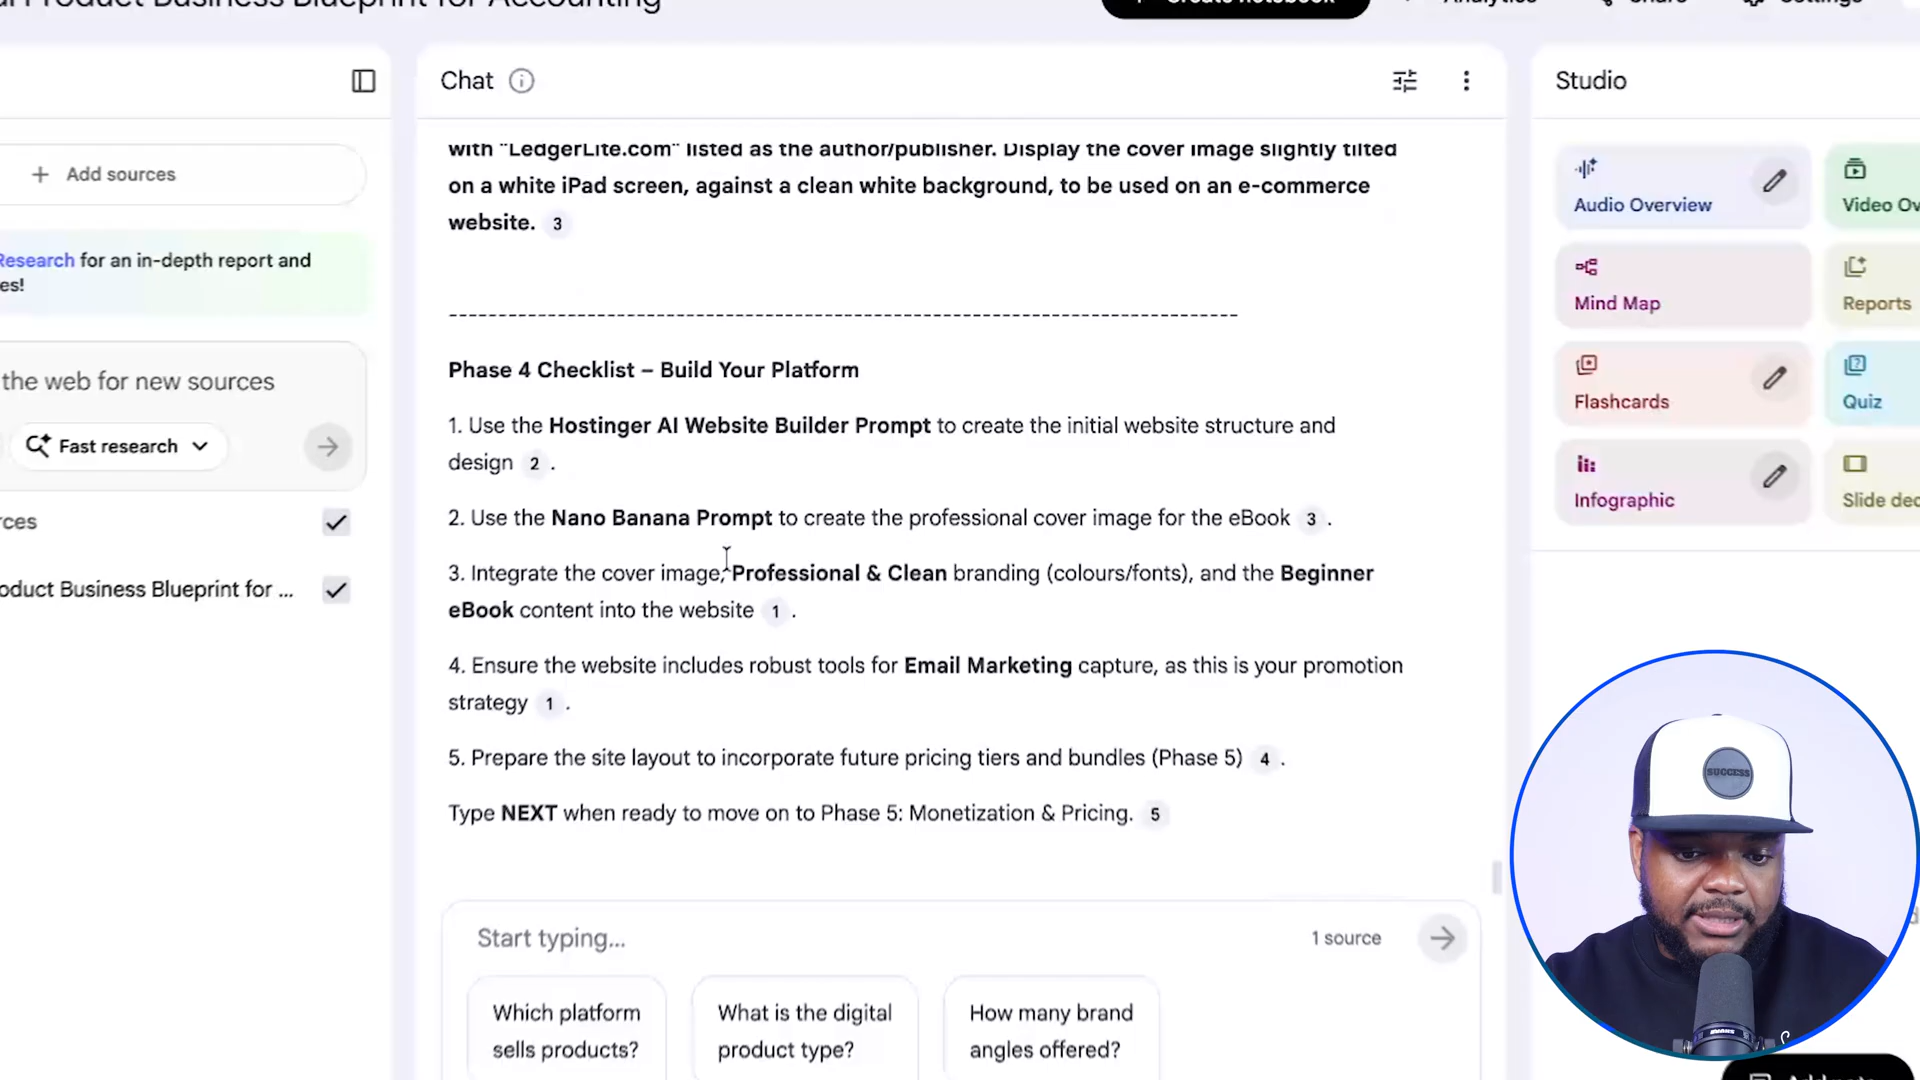 Product Business Blueprint for Accounting
Create notebook
Analytics
Share
Settings
Chat
Studio
+ Add sources
Research for an in-depth report and
es!
the web for new sources
Fast research
rces
oduct Business Blueprint for ...
with "LedgerLite.com" listed as the author/publisher. Display the cover image slightly tilted
on a white iPad screen, against a clean white background, to be used on an e-commerce
website. 3
--------------------------------------------------------------------------------
Phase 4 Checklist – Build Your Platform
1. Use the Hostinger AI Website Builder Prompt to create the initial website structure and
design 2 .
2. Use the Nano Banana Prompt to create the professional cover image for the eBook 3 .
3. Integrate the cover image, Professional & Clean branding (colours/fonts), and the Beginner
eBook content into the website 1 .
4. Ensure the website includes robust tools for Email Marketing capture, as this is your promotion
strategy 1 .
5. Prepare the site layout to incorporate future pricing tiers and bundles (Phase 5) 4 .
Type NEXT when ready to move on to Phase 5: Monetization & Pricing. 5
Start typing...
1 source
Which platform
sells products?
What is the digital
product type?
How many brand
angles offered?
Audio Overview
Video Ov
Mind Map
Reports
Flashcards
Quiz
Infographic
Slide dec
SUCCESS